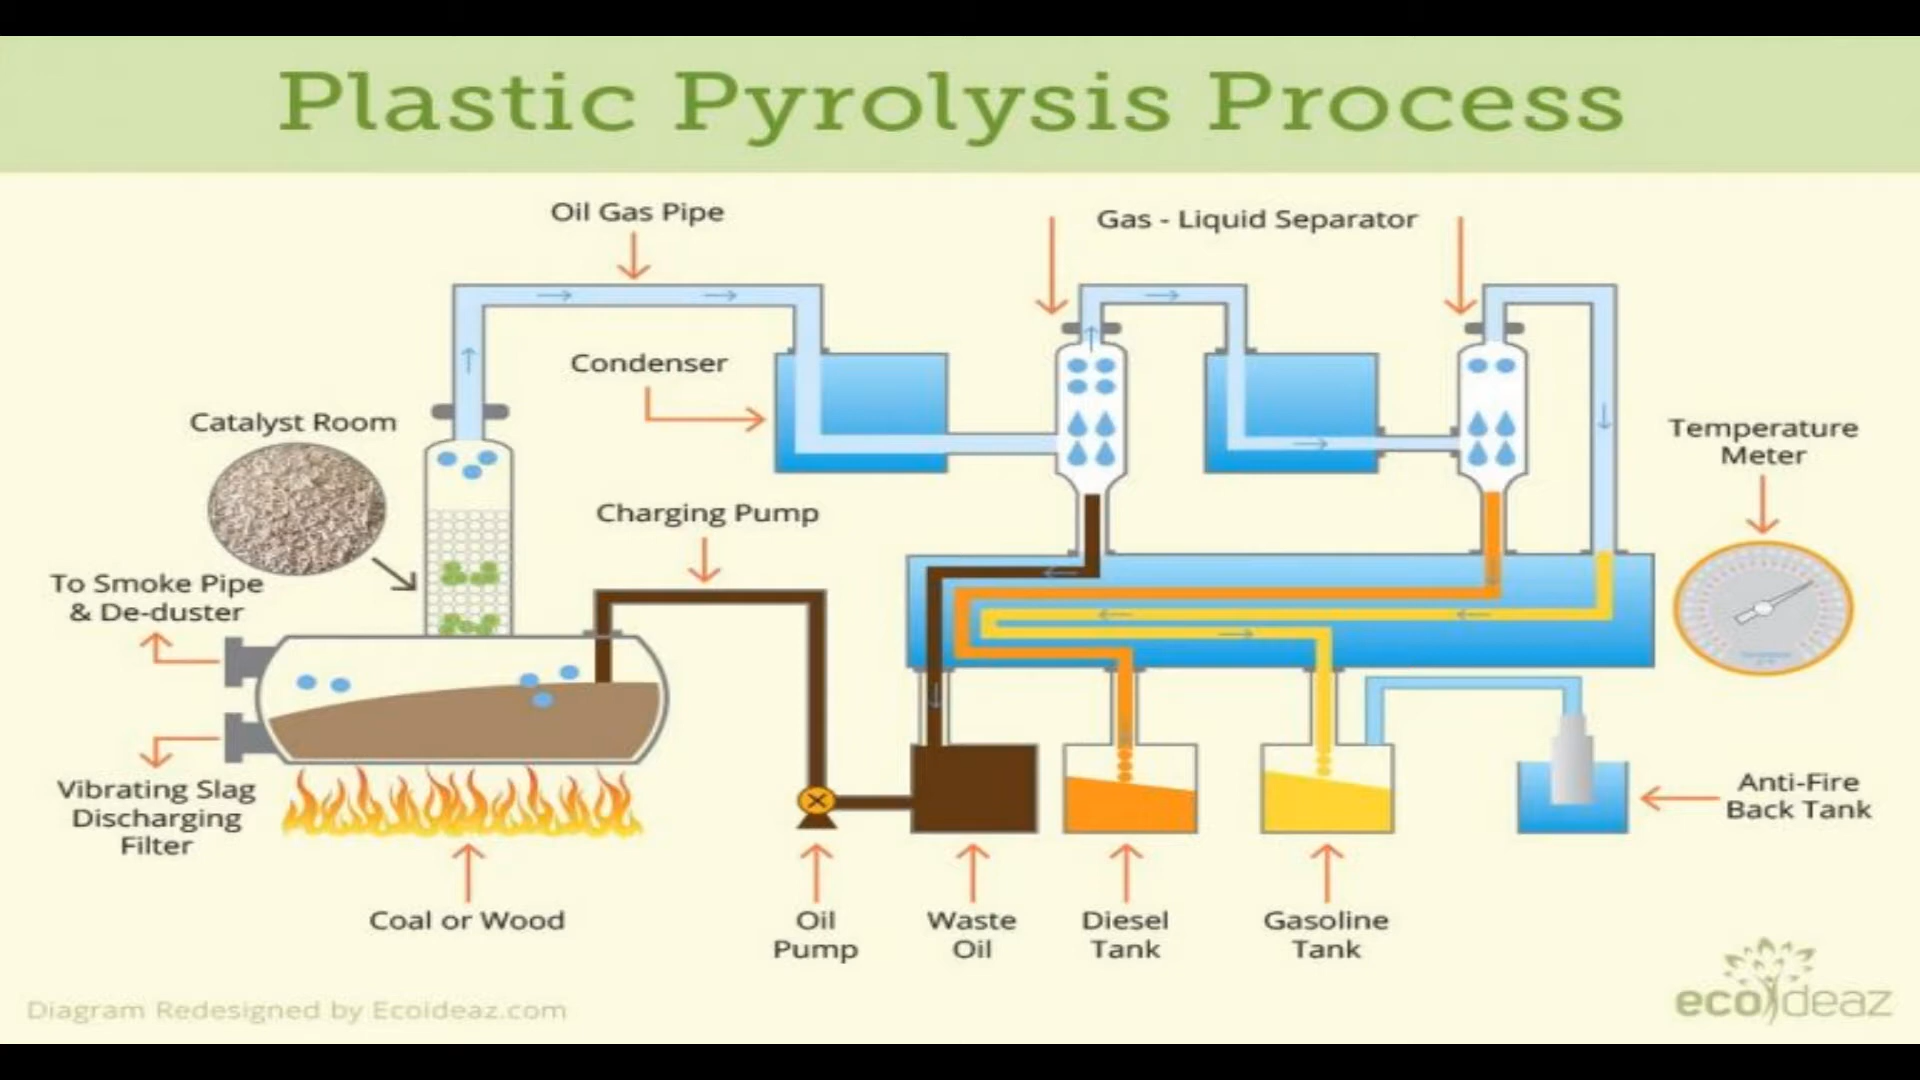 Plastic Pyrolysis Process
Oil Gas Pipe
Gas - Liquid Separator
Condenser
Catalyst Room
Temperature
Meter
Charging Pump
To Smoke Pipe
& De-duster
Vibrating Slag
Discharging
Filter
Anti-Fire
Back Tank
Coal or Wood
Oil
Pump
Waste
Oil
Diesel
Tank
Gasoline
Tank
Diagram Redesigned by Ecoideaz.com
ecoideaz